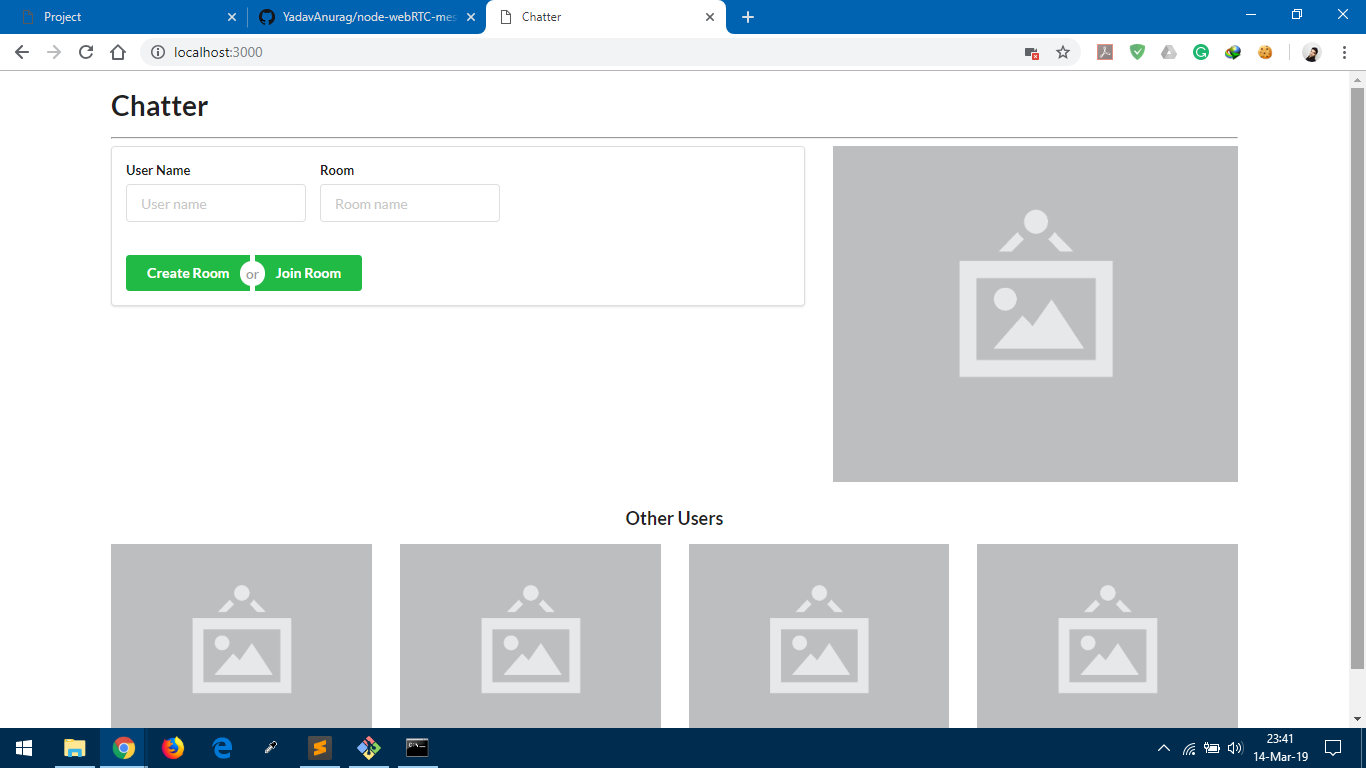 Project
YadavAnurag/node-webRTC-mes
Chatter
localhost:3000
Chatter
User Name
Room
User name
Room name
Create Room or Join Room
Other Users
23:41
14-Mar-19